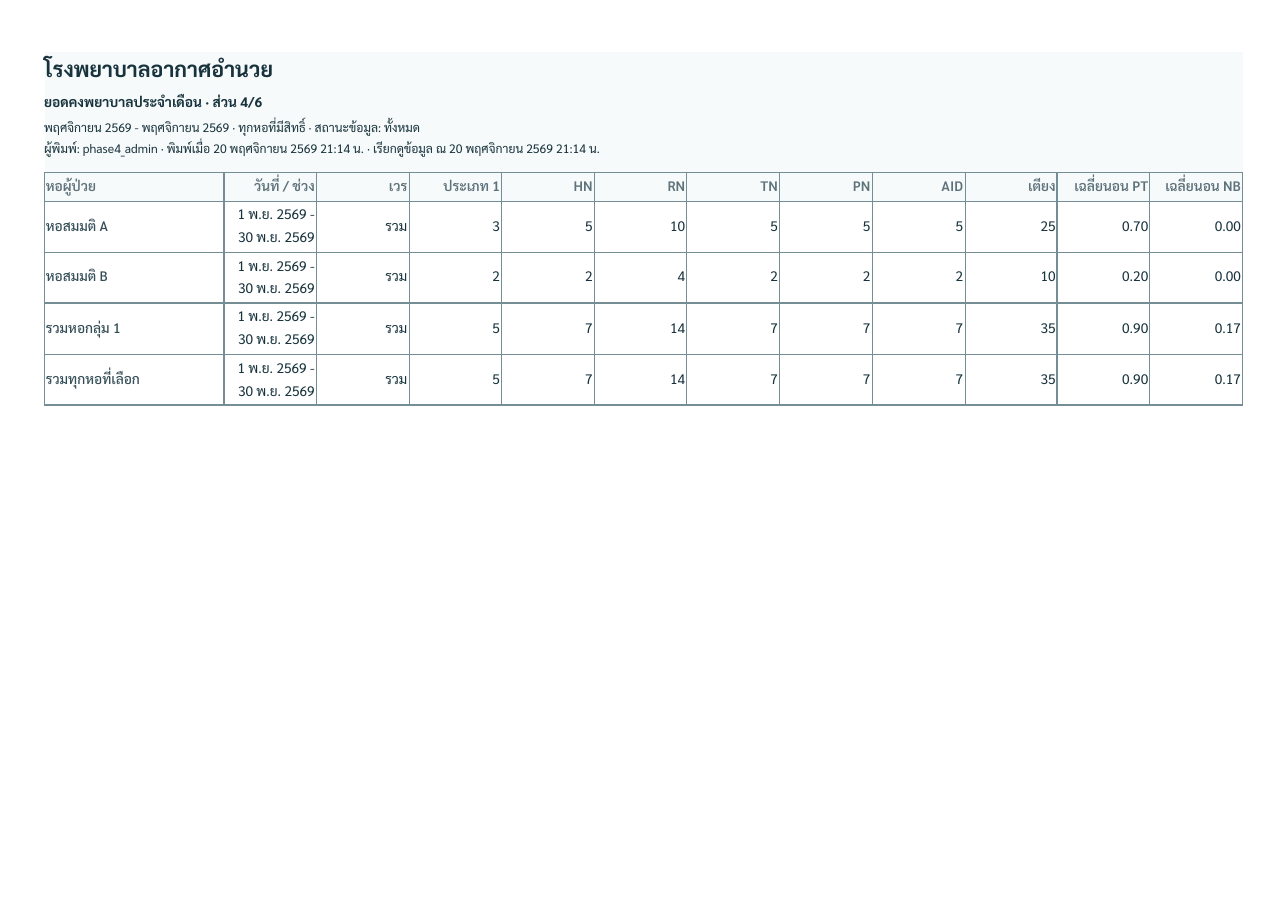 โรงพยาบาลอากาศอำนวย
ยอดคงพยาบาลประจำเดือน · ส่วน 4/6
พฤศจิกายน 2569 - พฤศจิกายน 2569 · ทุกหอที่มีสิทธิ์ · สถานะข้อมูล: ทั้งหมด
ผู้พิมพ์: phase4_admin · พิมพ์เมื่อ 20 พฤศจิกายน 2569 21:14 น. · เรียกดูข้อมูล ณ 20 พฤศจิกายน 2569 21:14 น.
หอผู้ป่วย วันที่ / ช่วง เวร ประเภท 1 HN RN TN PN AID เตียง เฉลี่ยนอน PT เฉลี่ยนอน NB
หอสมมติ A 1 พ.ย. 2569 - 30 พ.ย. 2569 รวม 3 5 10 5 5 5 25 0.70 0.00
หอสมมติ B 1 พ.ย. 2569 - 30 พ.ย. 2569 รวม 2 2 4 2 2 2 10 0.20 0.00
รวมหอกลุ่ม 1 1 พ.ย. 2569 - 30 พ.ย. 2569 รวม 5 7 14 7 7 7 35 0.90 0.17
รวมทุกหอที่เลือก 1 พ.ย. 2569 - 30 พ.ย. 2569 รวม 5 7 14 7 7 7 35 0.90 0.17